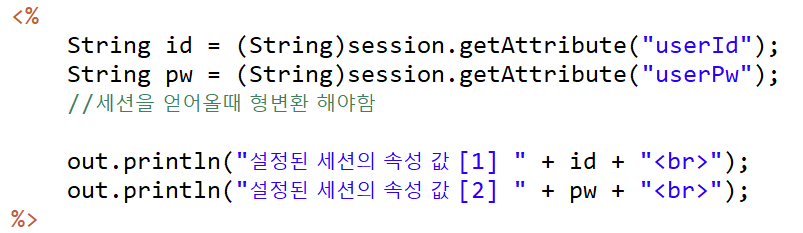 <%
String id = (String)session.getAttribute("userId");
String pw = (String)session.getAttribute("userPw");
//세션을 얻어올때 형변환 해야함
out.println("설정된 세션의 속성 값 [1] " + id + "<br>");
out.println("설정된 세션의 속성 값 [2] " + pw + "<br>");
%>